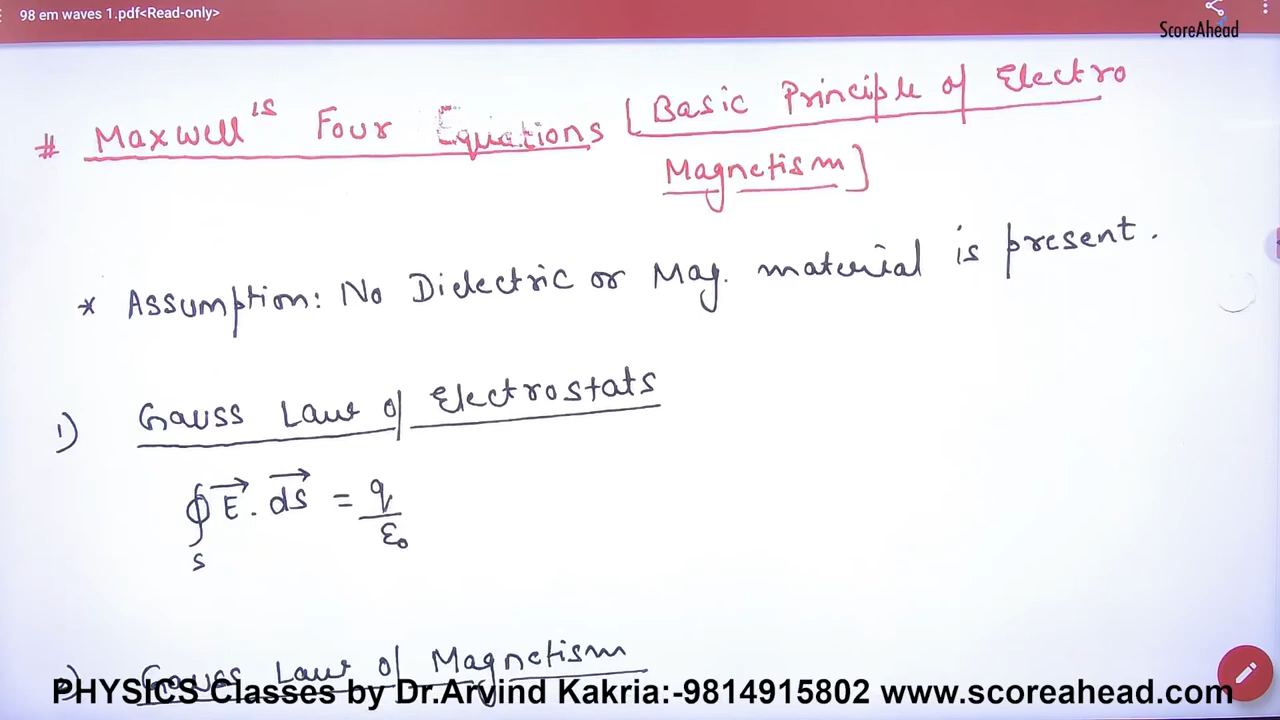 98 em waves 1.pdf<Read-only>
ScoreAhead
# Maxwell's Four Equations [Basic Principle of Electro
Magnetism]
* Assumption: No Dielectric or Mag. material is present.
1) Gauss Law of Electrostats
∮S E⃗ . d⃗s = q/ε₀
2) Gauss Law of Magnetism
PHYSICS Classes by Dr.Arvind Kakria:-9814915802 www.scoreahead.com